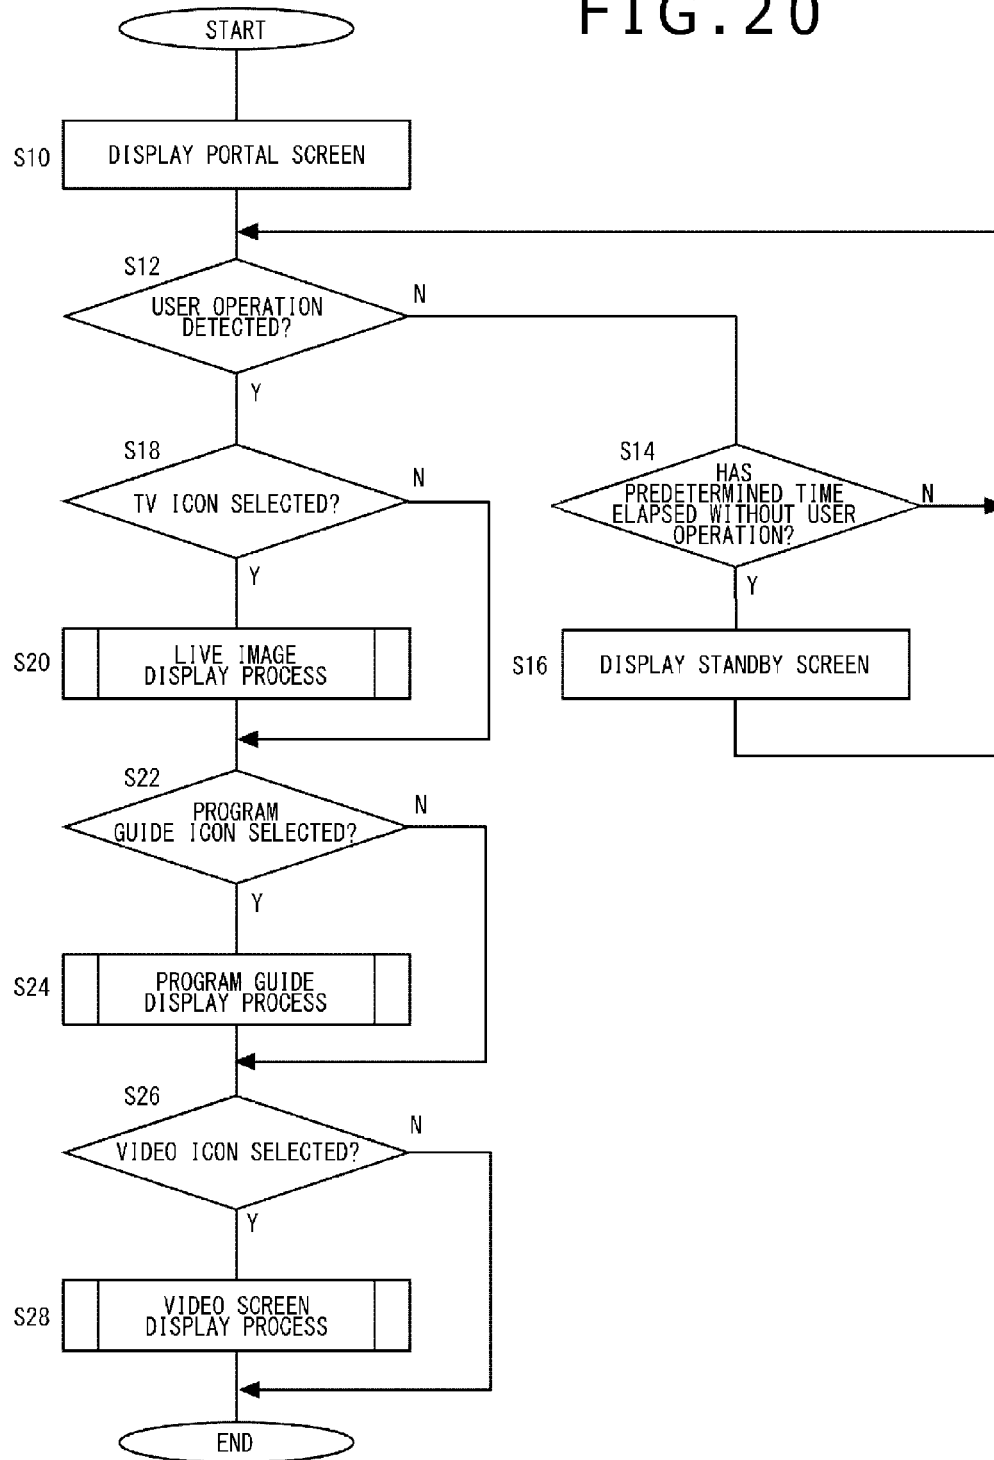 FIG.20
START
S10
DISPLAY PORTAL SCREEN
S12
USER OPERATION
DETECTED?
N
Y
S14
HAS
PREDETERMINED TIME
ELAPSED WITHOUT USER
OPERATION?
N
Y
S16
DISPLAY STANDBY SCREEN
S18
TV ICON SELECTED?
N
Y
S20
LIVE IMAGE
DISPLAY PROCESS
S22
PROGRAM
GUIDE ICON SELECTED?
N
Y
S24
PROGRAM GUIDE
DISPLAY PROCESS
S26
VIDEO ICON SELECTED?
N
Y
S28
VIDEO SCREEN
DISPLAY PROCESS
END